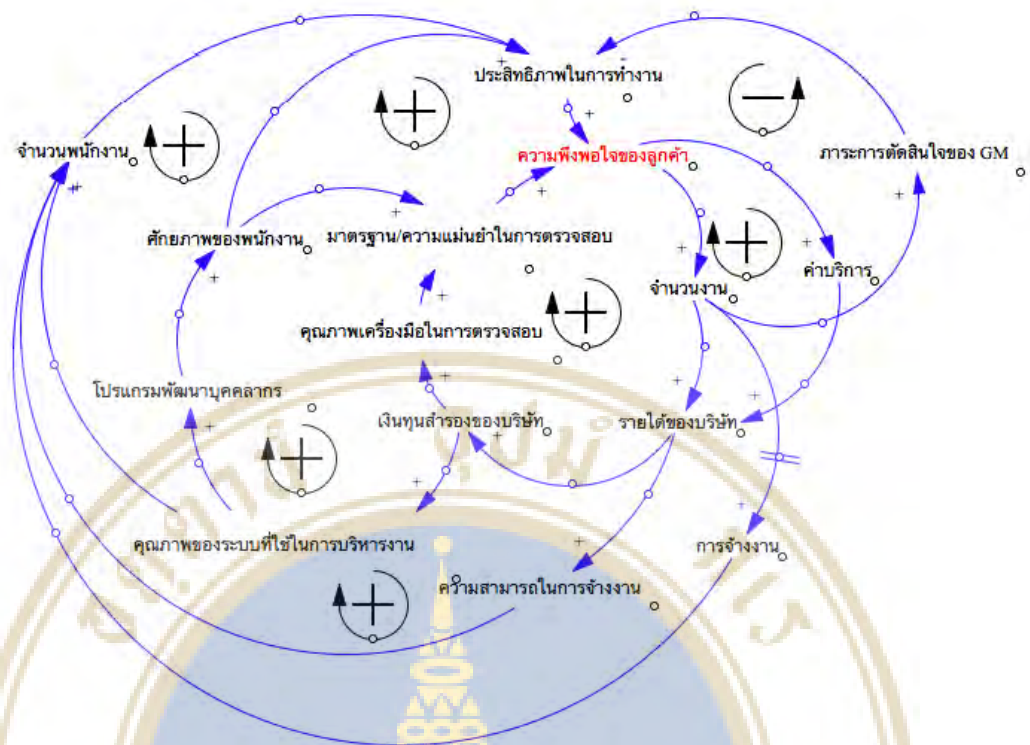 ประสิทธิภาพในการทำงาน
จำนวนพนักงาน
ความพึงพอใจของลูกค้า
ภาระการตัดสินใจของ GM
ศักยภาพของพนักงาน
มาตรฐาน/ความแม่นยำในการตรวจสอบ
ค่าบริการ
จำนวนงาน
คุณภาพเครื่องมือในการตรวจสอบ
โปรแกรมพัฒนาบุคคลากร
เงินทุนสำรองของบริษัท
รายได้ของบริษัท
คุณภาพของระบบที่ใช้ในการบริหารงาน
การจ้างงาน
ความสามารถในการจ้างงาน